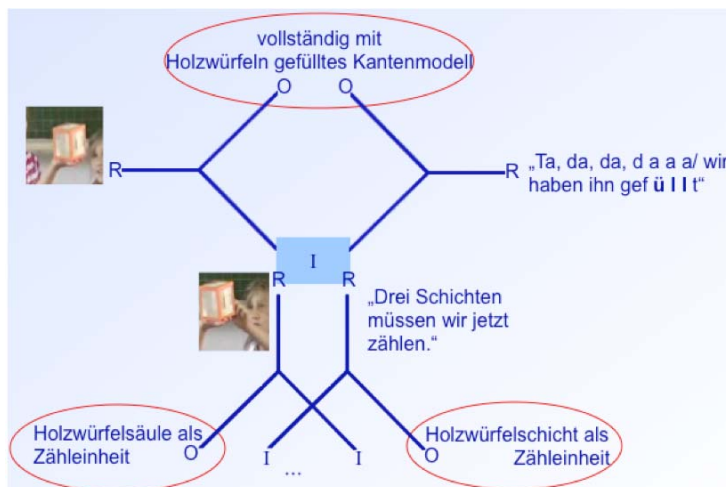 vollständig mit
Holzwürfeln gefülltes Kantenmodell
O O
R
R
„Ta, da, da, d a a a/ wir
haben ihn gef ü l l t“
I
R R
„Drei Schichten
müssen wir jetzt
zählen.“
Holzwürfelsäule als
Zähleinheit
O
I I
...
O
Holzwürfelschicht als
Zähleinheit